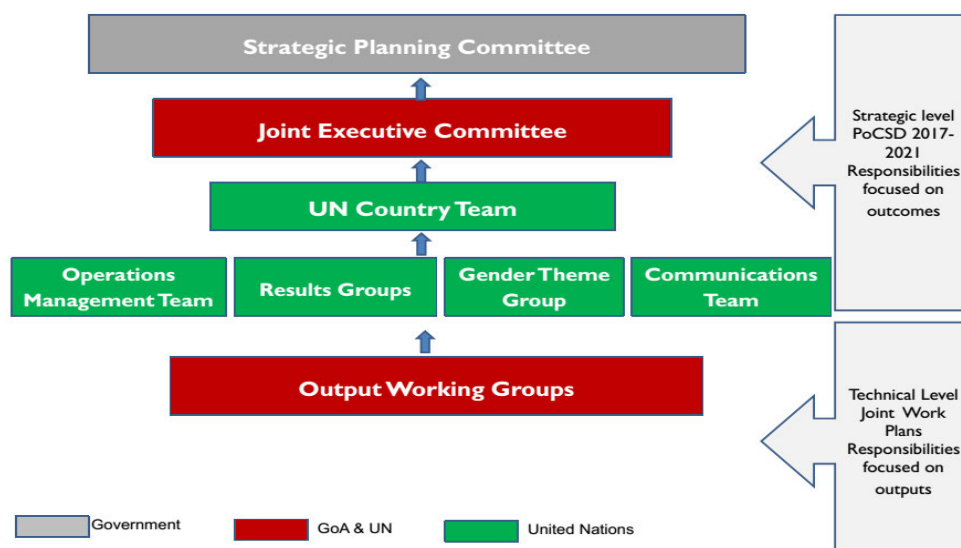 Strategic Planning Committee
Joint Executive Committee
UN Country Team
Operations
Management Team
Results Groups
Gender Theme
Group
Communications
Team
Output Working Groups
Strategic level
PoCSD 2017-
2021
Responsibilities
focused on
outcomes
Technical Level
Joint Work
Plans
Responsibilities
focused on
outputs
Government
GoA & UN
United Nations